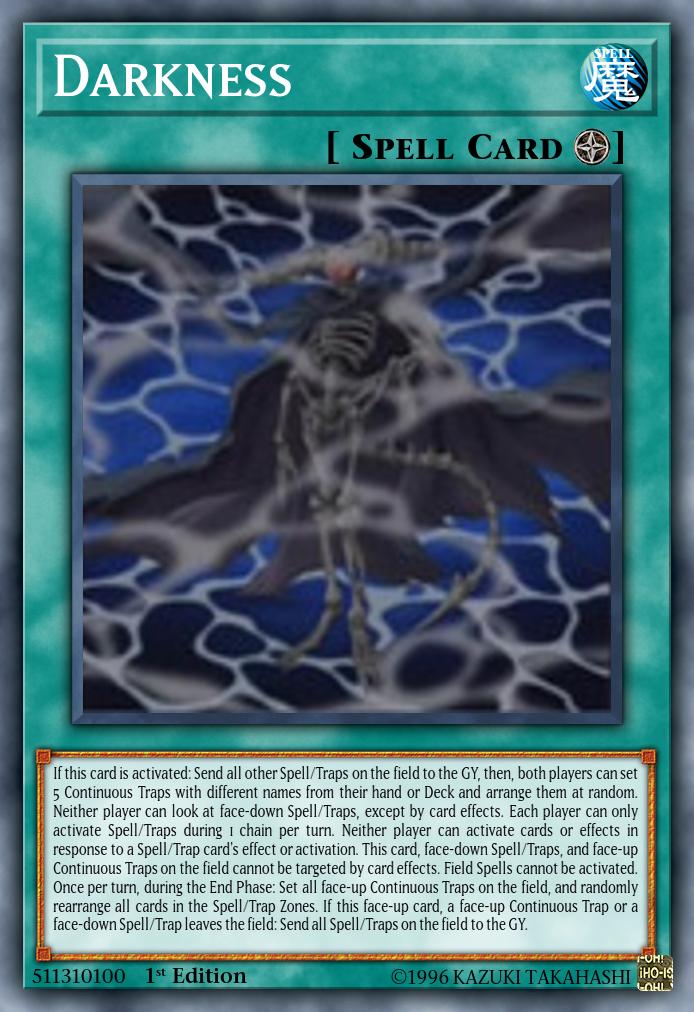 Darkness
SPELL
魔
[ Spell Card ]
If this card is activated: Send all other Spell/Traps on the field to the GY, then, both players can set
5 Continuous Traps with different names from their hand or Deck and arrange them at random.
Neither player can look at face-down Spell/Traps, except by card effects. Each player can only
activate Spell/Traps during 1 chain per turn. Neither player can activate cards or effects in
response to a Spell/Trap card's effect or activation. This card, face-down Spell/Traps, and face-up
Continuous Traps on the field cannot be targeted by card effects. Field Spells cannot be activated.
Once per turn, during the End Phase: Set all face-up Continuous Traps on the field, and randomly
rearrange all cards in the Spell/Trap Zones. If this face-up card, a face-up Continuous Trap or a
face-down Spell/Trap leaves the field: Send all Spell/Traps on the field to the GY.
511310100 1st Edition ©1996 KAZUKI TAKAHASHI